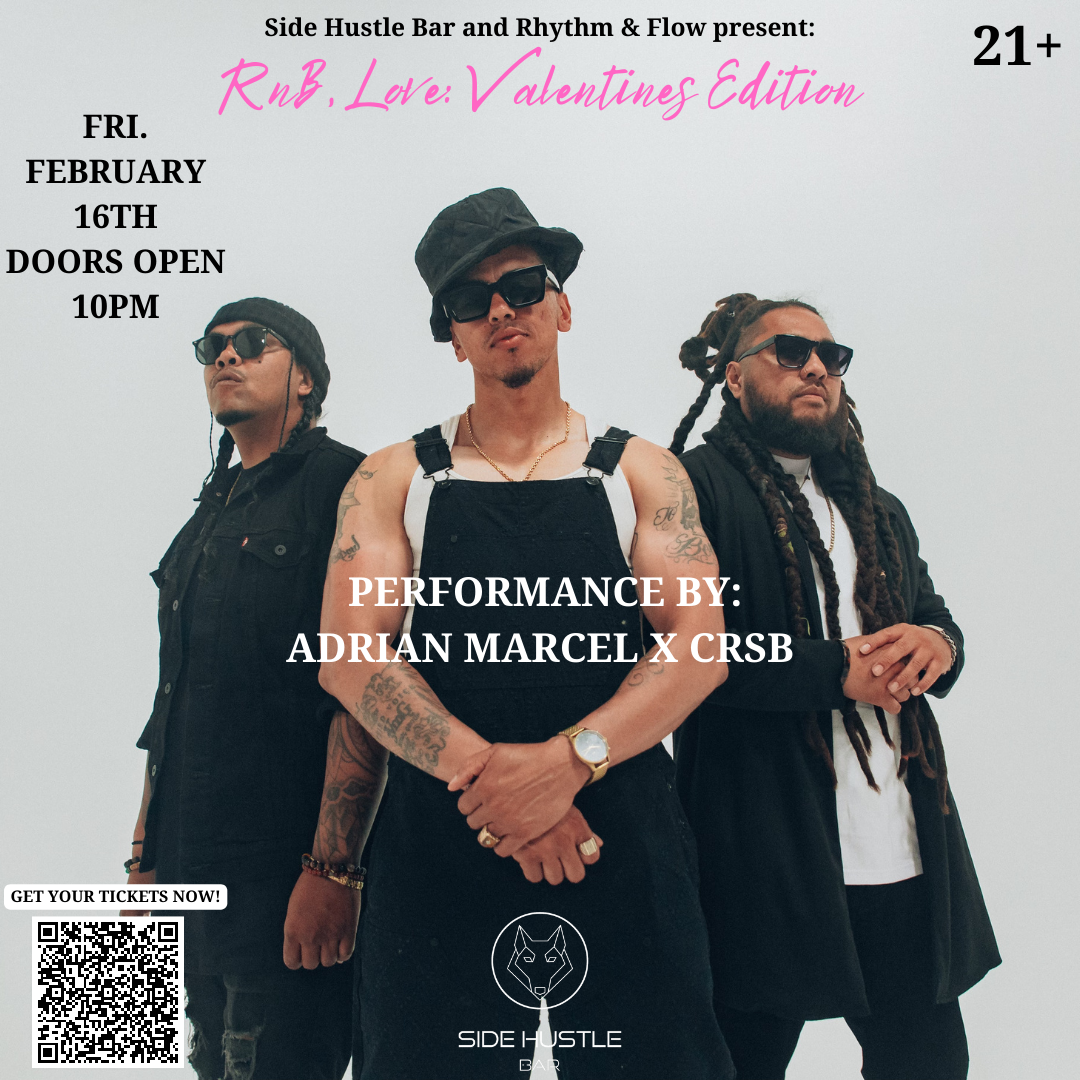 Side Hustle Bar and Rhythm & Flow present:
21+
RnB, Love: Valentines Edition
FRI.
FEBRUARY
16TH
DOORS OPEN
10PM
PERFORMANCE BY:
ADRIAN MARCEL X CRSB
GET YOUR TICKETS NOW!
SIDE HUSTLE
BAR